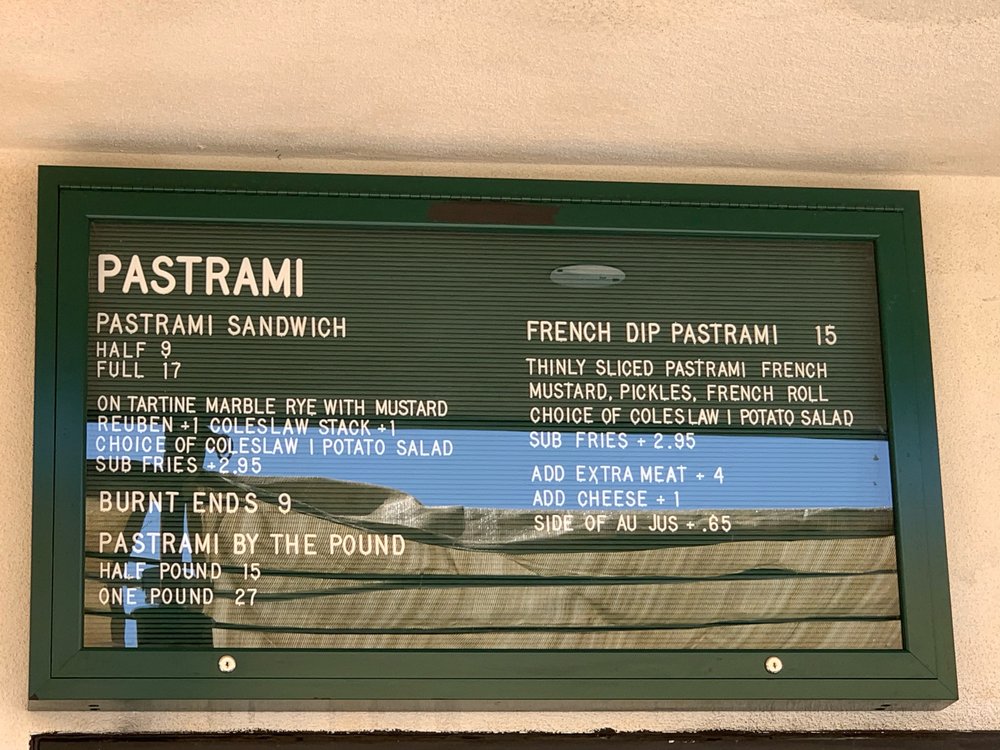 PASTRAMI
PASTRAMI SANDWICH
HALF 9
FULL 17
ON TARTINE MARBLE RYE WITH MUSTARD
REUBEN +1 COLESLAW STACK +1
CHOICE OF COLESLAW | POTATO SALAD
SUB FRIES +2.95
BURNT ENDS 9
PASTRAMI BY THE POUND
HALF POUND 15
ONE POUND 27
FRENCH DIP PASTRAMI 15
THINLY SLICED PASTRAMI FRENCH
MUSTARD, PICKLES, FRENCH ROLL
CHOICE OF COLESLAW | POTATO SALAD
SUB FRIES + 2.95
ADD EXTRA MEAT + 4
ADD CHEESE + 1
SIDE OF AU JUS + .65